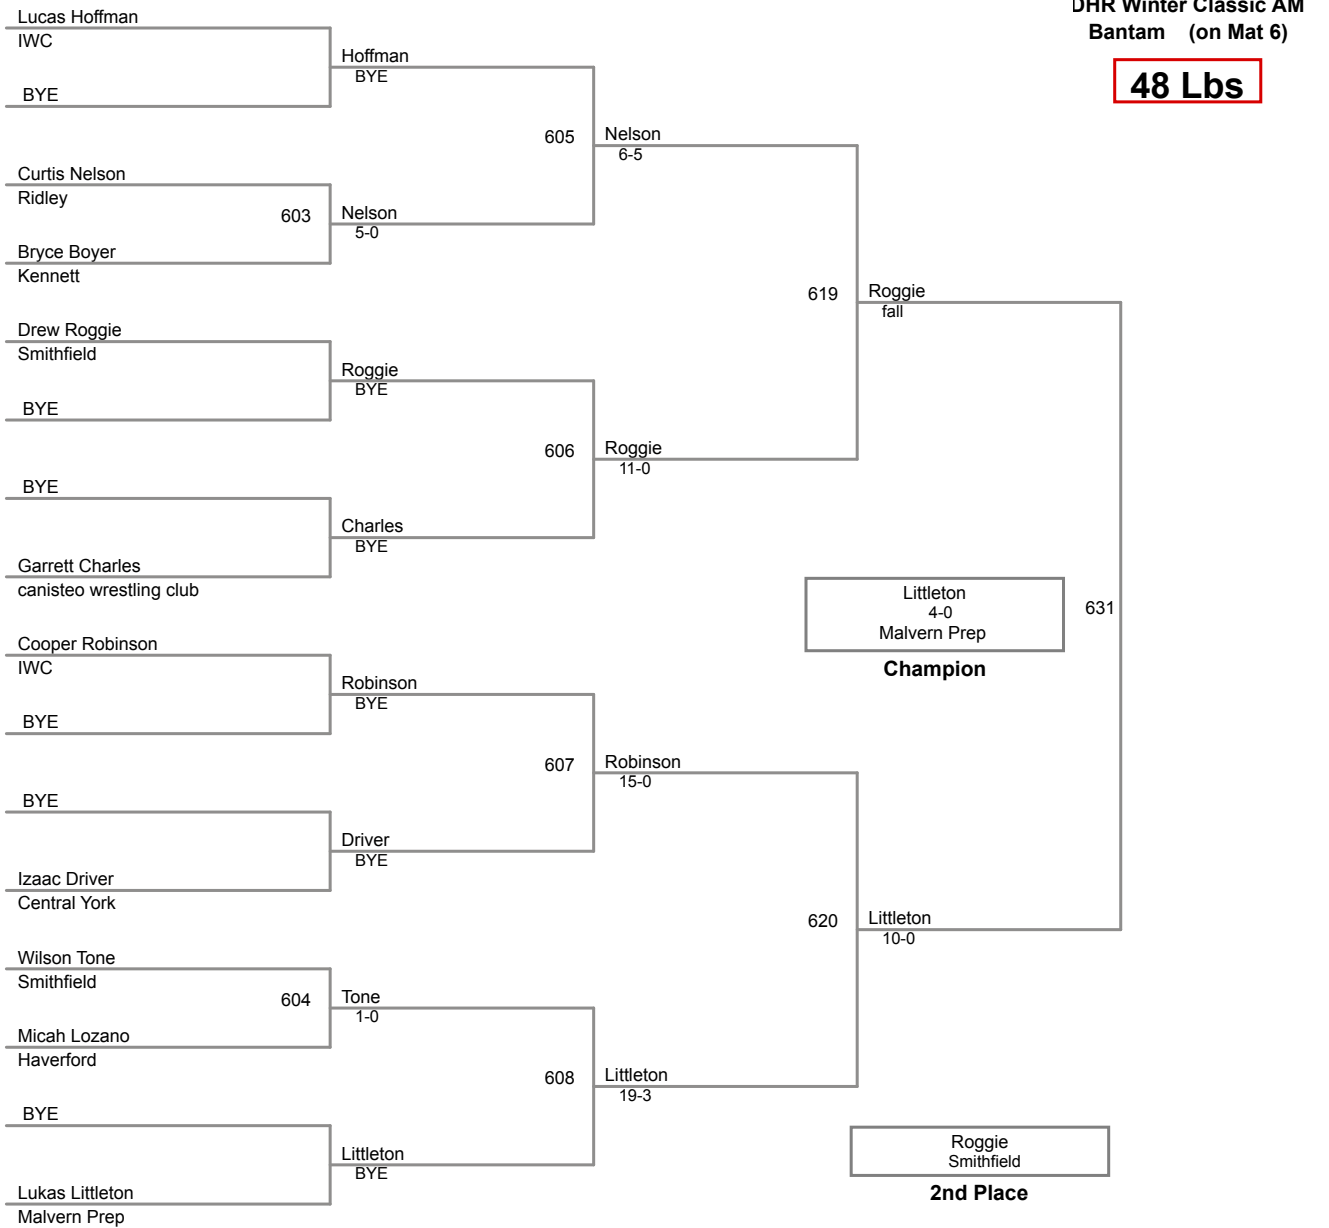 DHR Winter Classic AM
Bantam (on Mat 6)
48 Lbs
Lucas Hoffman
IWC
BYE
Hoffman
BYE
605
Nelson
6-5
Curtis Nelson
Ridley
603
Nelson
5-0
Bryce Boyer
Kennett
619
Roggie
fall
Drew Roggie
Smithfield
Roggie
BYE
BYE
606
Roggie
11-0
BYE
Charles
BYE
Garrett Charles
canisteo wrestling club
Littleton
4-0
Malvern Prep
Champion
631
Cooper Robinson
IWC
Robinson
BYE
BYE
607
Robinson
15-0
BYE
Driver
BYE
Izaac Driver
Central York
620
Littleton
10-0
Wilson Tone
Smithfield
604
Tone
1-0
Micah Lozano
Haverford
608
Littleton
19-3
BYE
Littleton
BYE
Lukas Littleton
Malvern Prep
Roggie
Smithfield
2nd Place